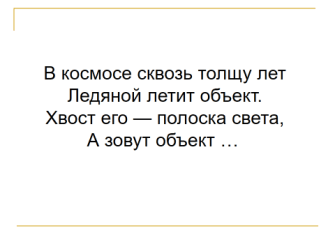 В космосе сквозь толщу лет
Ледяной летит объект.
Хвост его — полоска света,
А зовут объект …